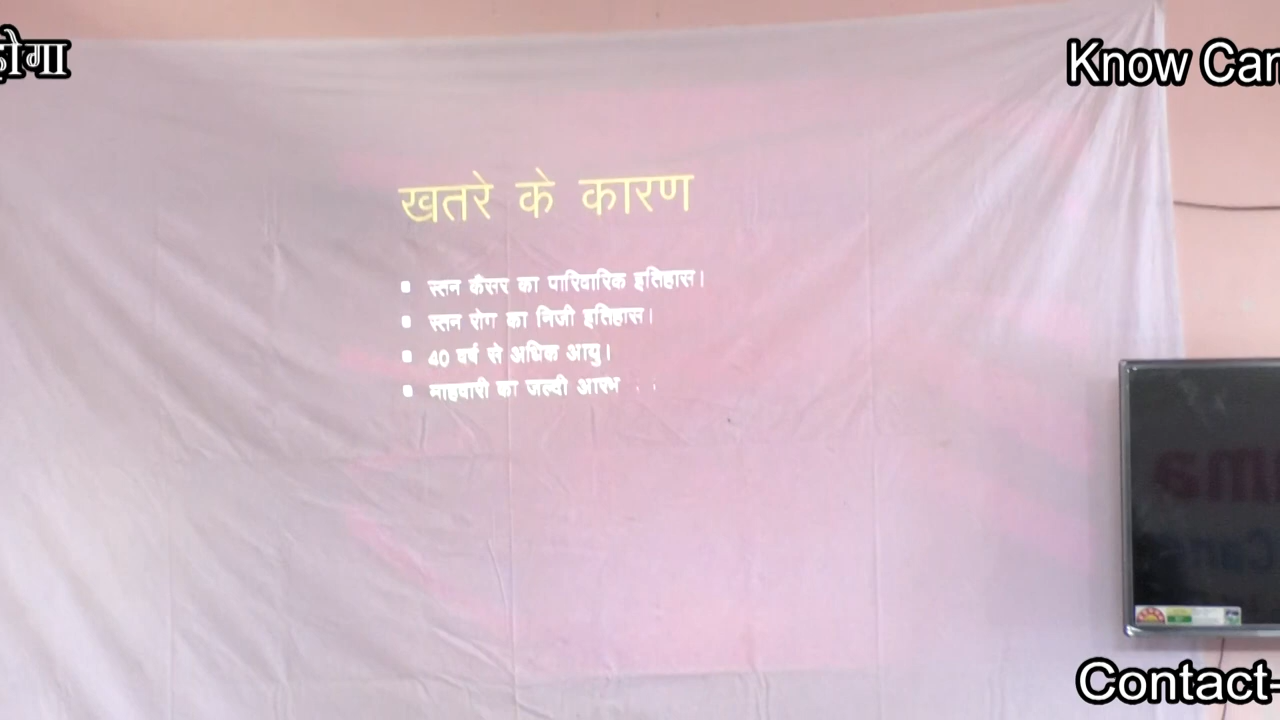 होगा
Know Can
खतरे के कारण
स्तन कैंसर का पारिवारिक इतिहास।
स्तन रोग का निजी इतिहास।
40 वर्ष से अधिक आयु।
माहवारी का जल्दी आरंभ
Contact-